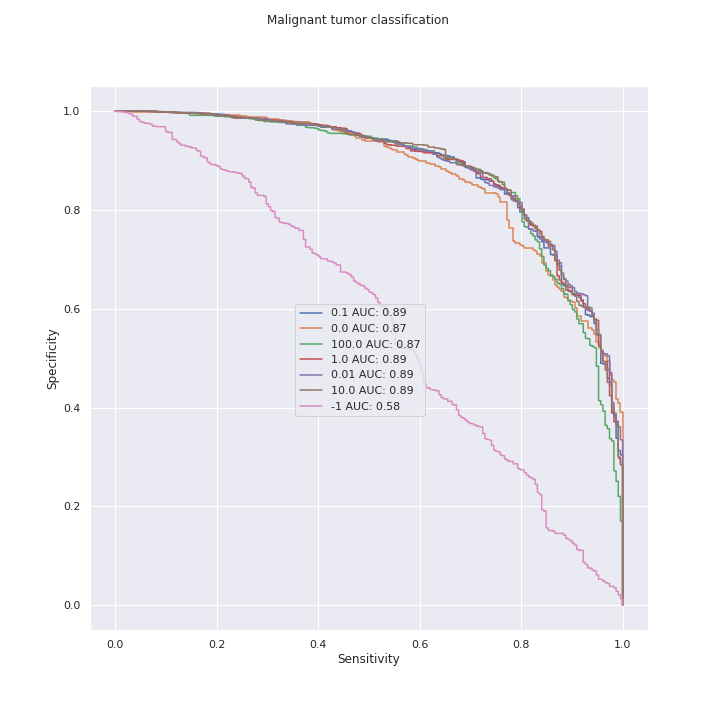 Malignant tumor classification
1.0
0.8
0.6
0.4
0.2
0.0
Specificity
0.1 AUC: 0.89
0.0 AUC: 0.87
100.0 AUC: 0.87
1.0 AUC: 0.89
0.01 AUC: 0.89
10.0 AUC: 0.89
-1 AUC: 0.58
0.0 0.2 0.4 0.6 0.8 1.0
Sensitivity